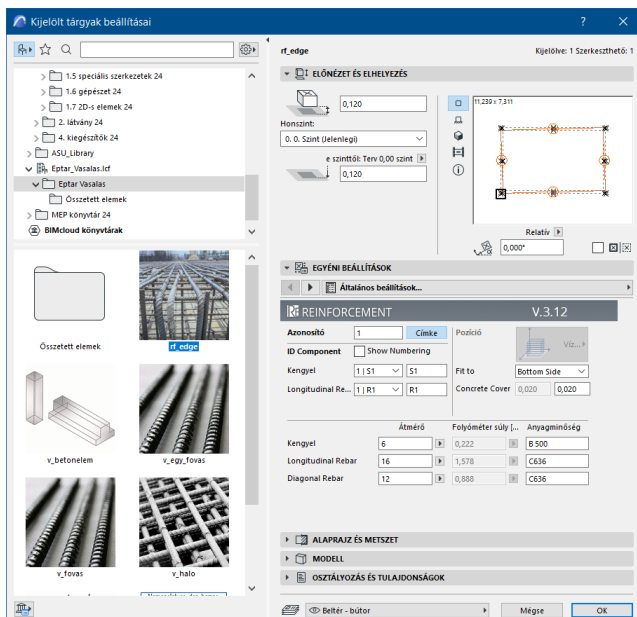 Kijelölt tárgyak beállításai
1.5 speciális szerkezetek 24
1.6 gépészet 24
1.7 2D-s elemek 24
2. látvány 24
4. kiegészítők 24
ASU_Library
Eptar_Vasalas.lcf
Eptar Vasalas
Összetett elemek
MEP könyvtár 24
BIMcloud könyvtárak
Összetett elemek
rf_edge
v_betonelem
v_egy_fovas
v_fovas
v_halo
rf_edge
Kijelölve: 1 Szerkeszthető: 1
ELŐNÉZET ÉS ELHELYEZÉS
0,120
Honszint:
0. 0. Szint (Jelenlegi)
e szinttől: Terv 0,00 szint
0,120
11,239 x 7,311
Relatív
0,000°
EGYÉNI BEÁLLÍTÁSOK
Általános beállítások...
REINFORCEMENT V.3.12
Azonosító 1 Címke Pozíció
ID Component Show Numbering Víz...
Kengyel 1 | S1 S1 Fit to Bottom Side
Longitudinal Re... 1 | R1 R1 Concrete Cover 0,020 0,020
Átmérő Folyóméter súly [... Anyagminőség
Kengyel 6 0,222 B 500
Longitudinal Rebar 16 1,578 C636
Diagonal Rebar 12 0,888 C636
ALAPRAJZ ÉS METSZET
MODELL
OSZTÁLYOZÁS ÉS TULAJDONSÁGOK
Beltér - bútor
Mégse OK